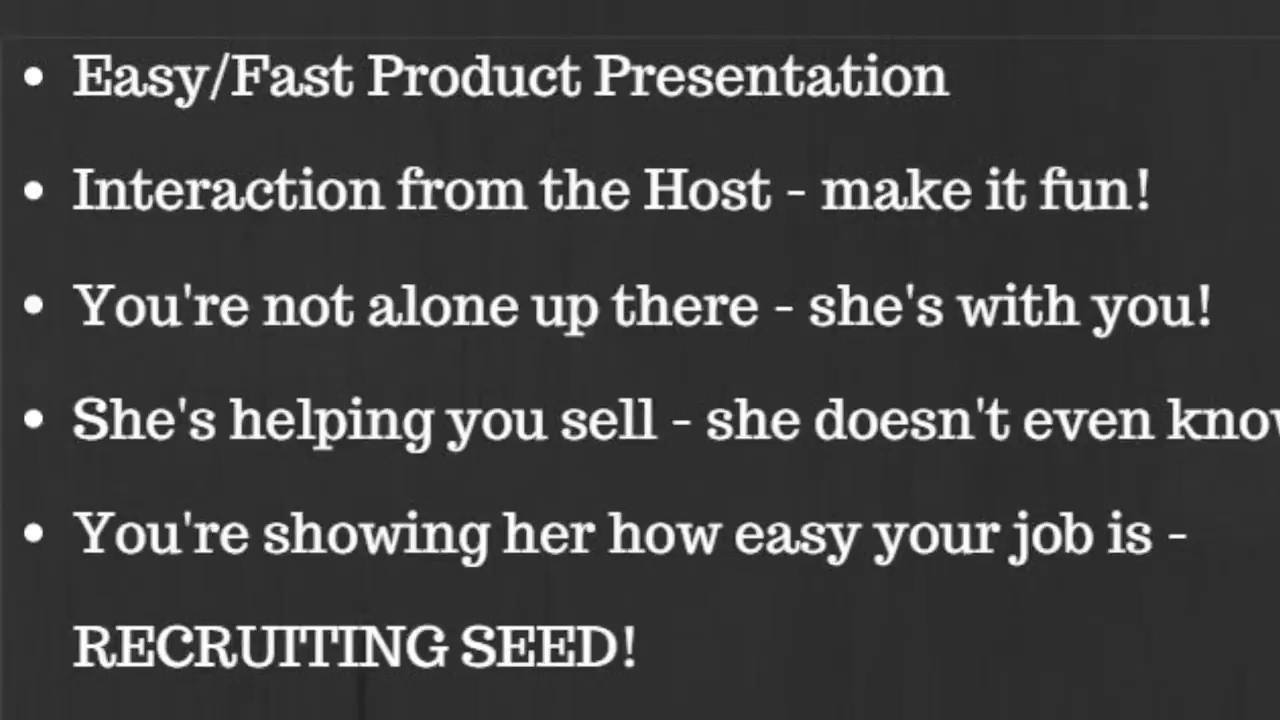 • Easy/Fast Product Presentation
• Interaction from the Host - make it fun!
• You're not alone up there - she's with you!
• She's helping you sell - she doesn't even
• You're showing her how easy your job is -
RECRUITING SEED!